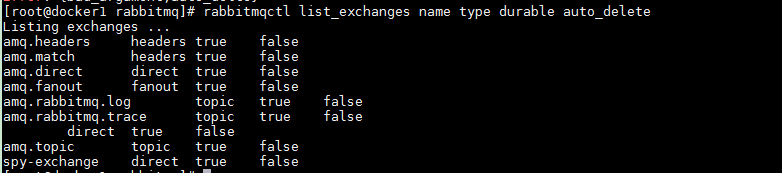 [root@docker1 rabbitmq]# rabbitmqctl list_exchanges name type durable auto_delete
Listing exchanges ...
amq.headers headers true false
amq.match headers true false
amq.direct direct true false
amq.fanout fanout true false
amq.rabbitmq.log topic true false
amq.rabbitmq.trace topic true false
direct true false
amq.topic topic true false
spy-exchange direct true false